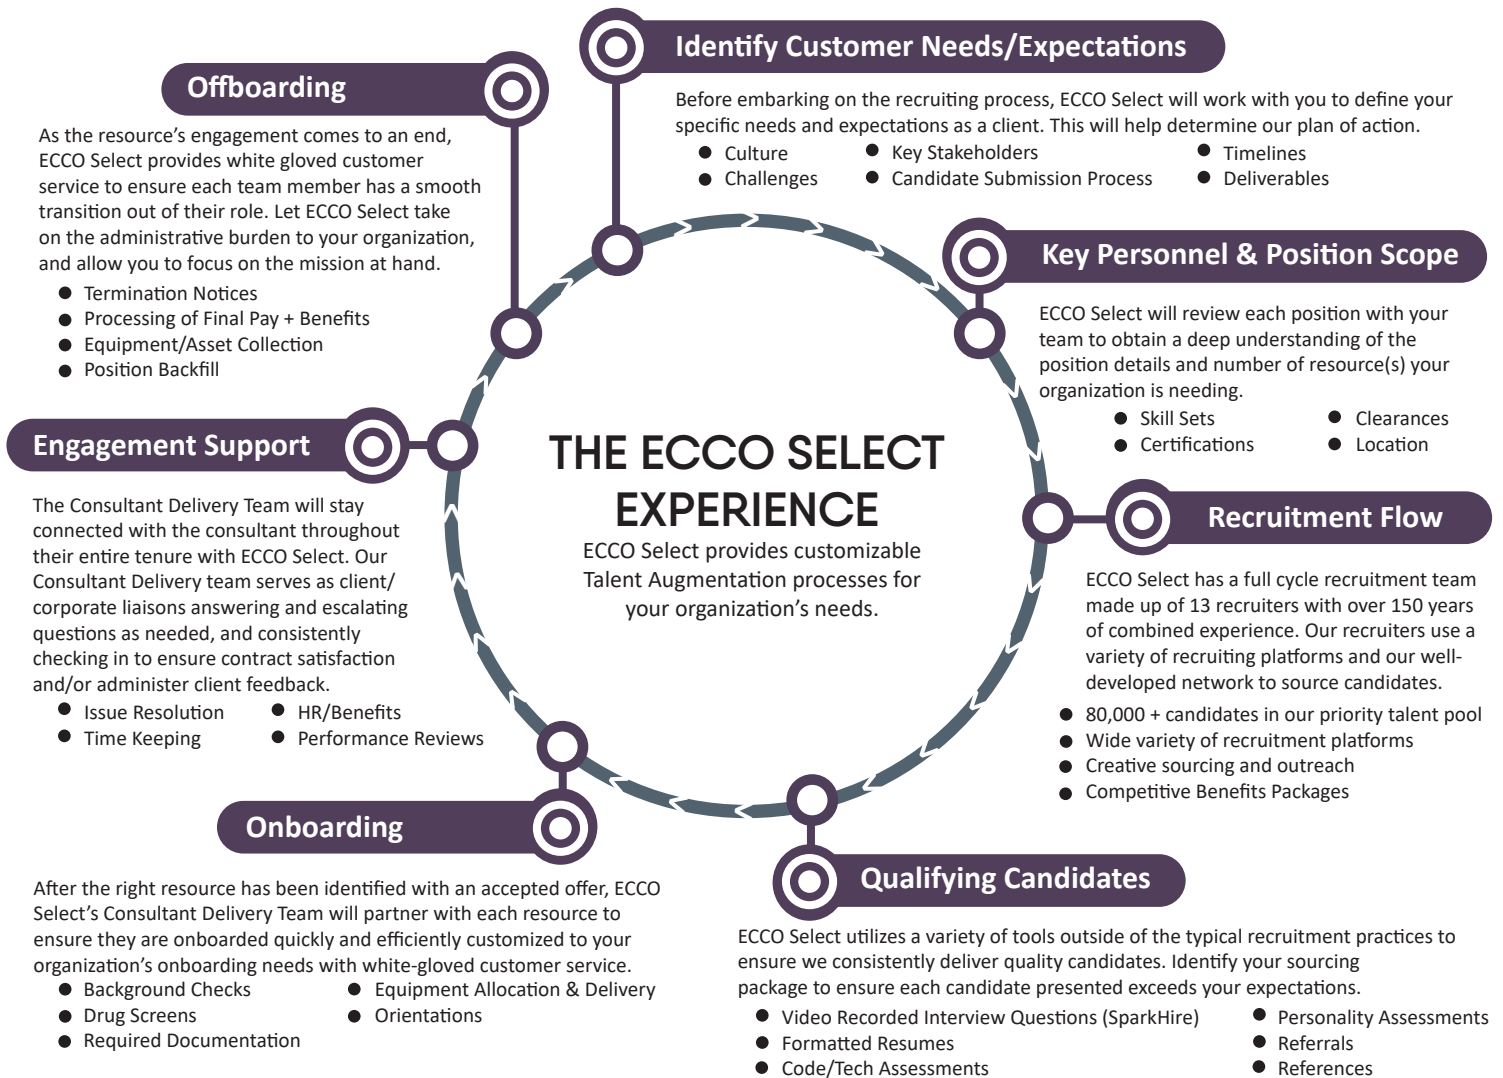 Identify Customer Needs/Expectations
Before embarking on the recruiting process, ECCO Select will work with you to define your
specific needs and expectations as a client. This will help determine our plan of action.
● Culture ● Key Stakeholders ● Timelines
● Challenges ● Candidate Submission Process ● Deliverables
Key Personnel & Position Scope
ECCO Select will review each position with your
team to obtain a deep understanding of the
position details and number of resource(s) your
organization is needing.
● Skill Sets ● Clearances
● Certifications ● Location
Recruitment Flow
ECCO Select has a full cycle recruitment team
made up of 13 recruiters with over 150 years
of combined experience. Our recruiters use a
variety of recruiting platforms and our well-
developed network to source candidates.
● 80,000 + candidates in our priority talent pool
● Wide variety of recruitment platforms
● Creative sourcing and outreach
● Competitive Benefits Packages
Qualifying Candidates
ECCO Select utilizes a variety of tools outside of the typical recruitment practices to
ensure we consistently deliver quality candidates. Identify your sourcing
package to ensure each candidate presented exceeds your expectations.
● Video Recorded Interview Questions (SparkHire) ● Personality Assessments
● Formatted Resumes ● Referrals
● Code/Tech Assessments ● References
Onboarding
After the right resource has been identified with an accepted offer, ECCO
Select's Consultant Delivery Team will partner with each resource to
ensure they are onboarded quickly and efficiently customized to your
organization's onboarding needs with white-gloved customer service.
● Background Checks ● Equipment Allocation & Delivery
● Drug Screens ● Orientations
● Required Documentation
Engagement Support
The Consultant Delivery Team will stay
connected with the consultant throughout
their entire tenure with ECCO Select. Our
Consultant Delivery team serves as client/
corporate liaisons answering and escalating
questions as needed, and consistently
checking in to ensure contract satisfaction
and/or administer client feedback.
● Issue Resolution ● HR/Benefits
● Time Keeping ● Performance Reviews
Offboarding
As the resource's engagement comes to an end,
ECCO Select provides white gloved customer
service to ensure each team member has a smooth
transition out of their role. Let ECCO Select take
on the administrative burden to your organization,
and allow you to focus on the mission at hand.
● Termination Notices
● Processing of Final Pay + Benefits
● Equipment/Asset Collection
● Position Backfill
THE ECCO SELECT
EXPERIENCE
ECCO Select provides customizable
Talent Augmentation processes for
your organization's needs.